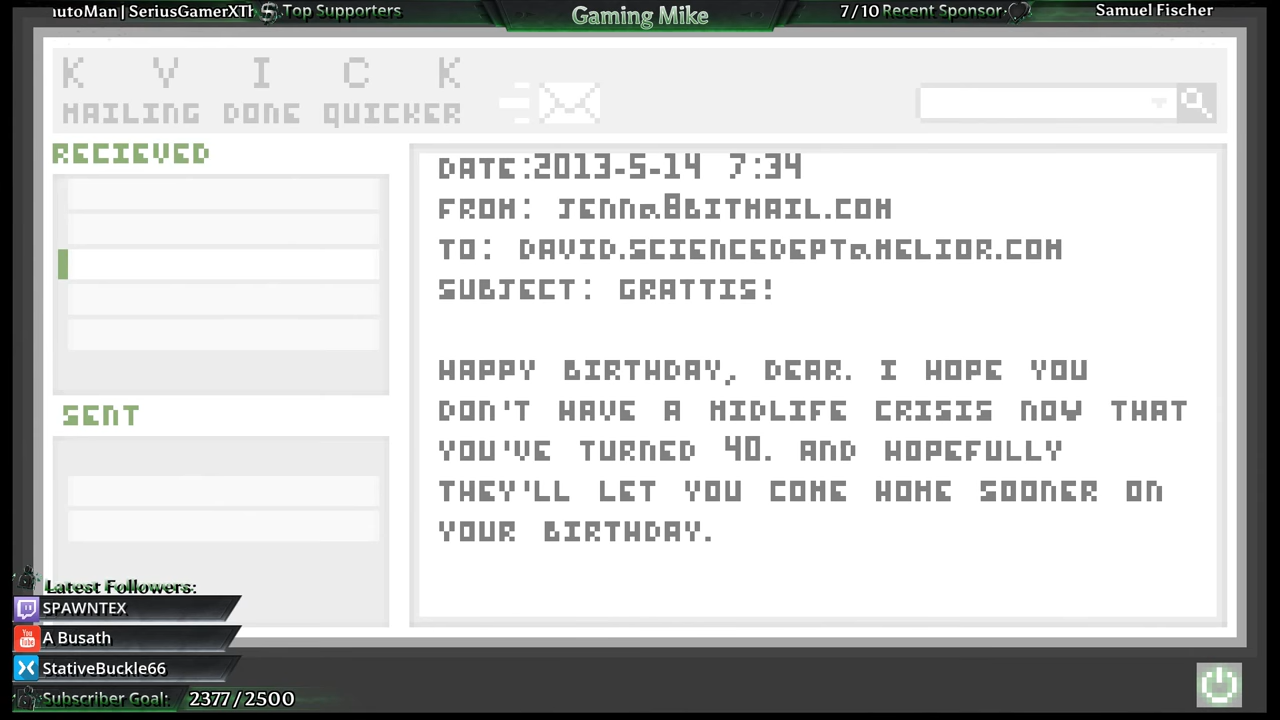 autoMan | SeriusGamerXTh Top Supporters
Gaming Mike
7/10 Recent Sponsor: Samuel Fischer
KVICK
MAILING DONE QUICKER
RECIEVED
SENT
DATE:2013-5-14 7:34
FROM: JENNA@8BITMAIL.COM
TO: DAVID.SCIENCEDEPT@HELIOR.COM
SUBJECT: GRATTIS!
HAPPY BIRTHDAY, DEAR. I HOPE YOU
DON'T HAVE A MIDLIFE CRISIS NOW THAT
YOU'VE TURNED 40. AND HOPEFULLY
THEY'LL LET YOU COME HOME SOONER ON
YOUR BIRTHDAY.
Latest Followers:
SPAWNTEX
A Busath
StativeBuckle66
Subscriber Goal: 2377/2500